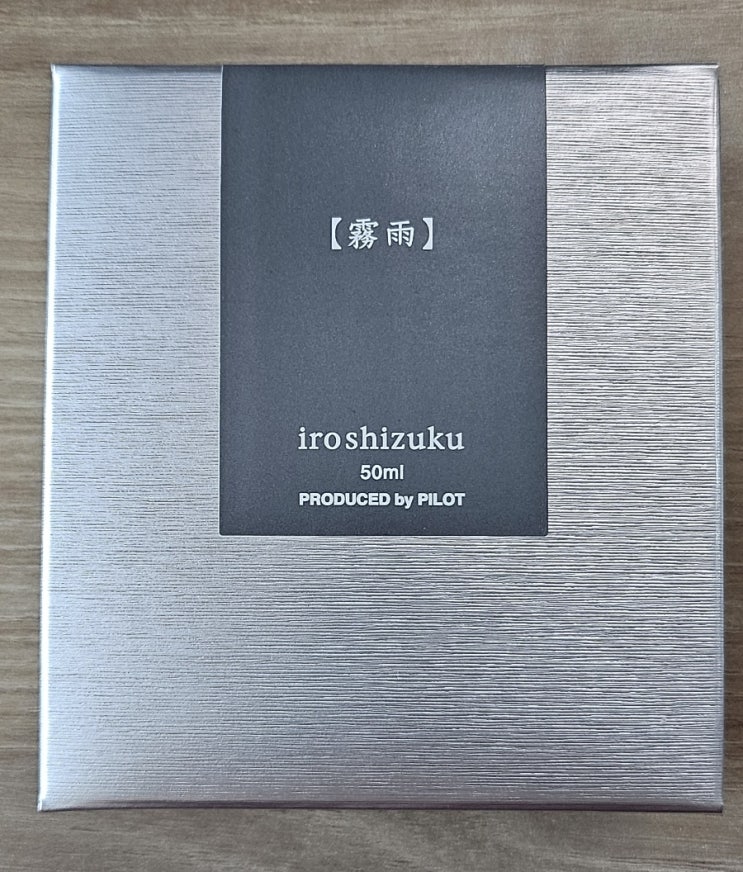 【霧雨】
iroshizuku
50ml
PRODUCED by PILOT